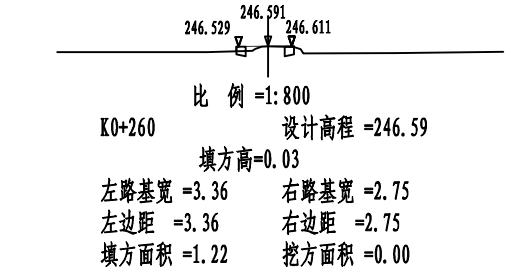 246.591
246.529 246.611
比 例 =1:800
K0+260 设计高程 =246.59
填方高=0.03
左路基宽 =3.36 右路基宽 =2.75
左边距 =3.36 右边距 =2.75
填方面积 =1.22 挖方面积 =0.00